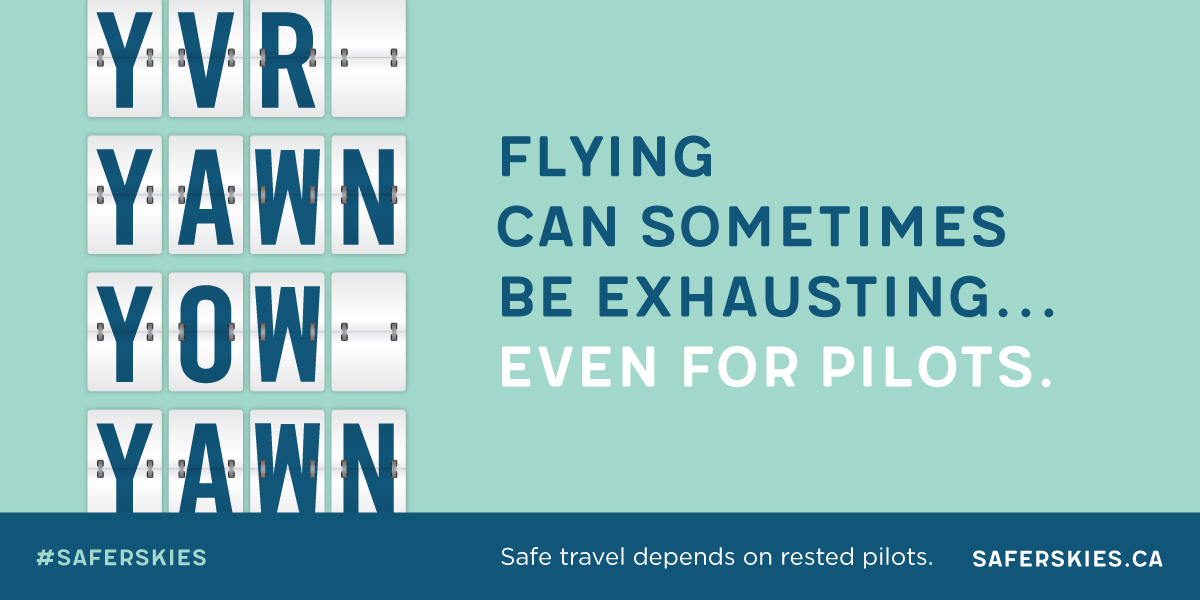 YVR
YAWN
YOW
YAWN
FLYING
CAN SOMETIMES
BE EXHAUSTING...
EVEN FOR PILOTS.
#SAFERSKIES
Safe travel depends on rested pilots.
SAFERSKIES.CA